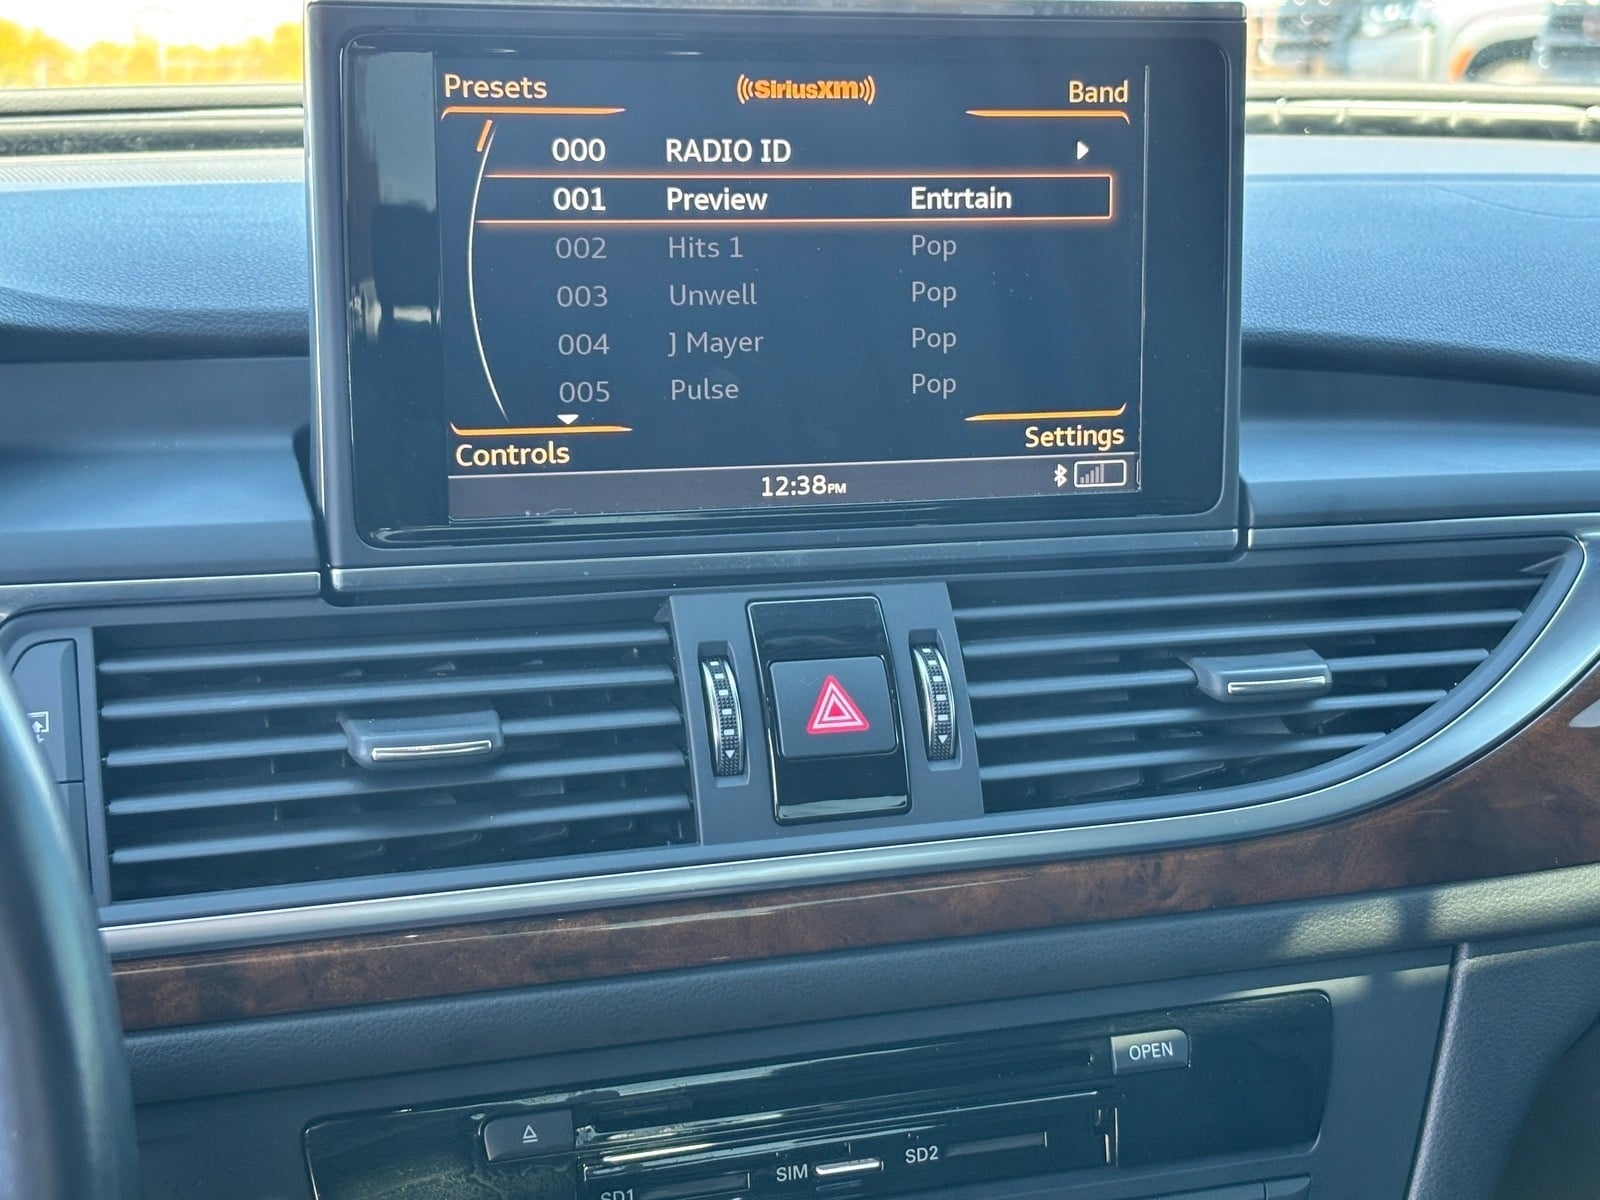 Presets
SiriusXM
Band
000 RADIO ID
001 Preview Entrtain
002 Hits 1 Pop
003 Unwell Pop
004 J Mayer Pop
005 Pulse Pop
Controls
Settings
12:38PM
OPEN
SD1
SIM
SD2